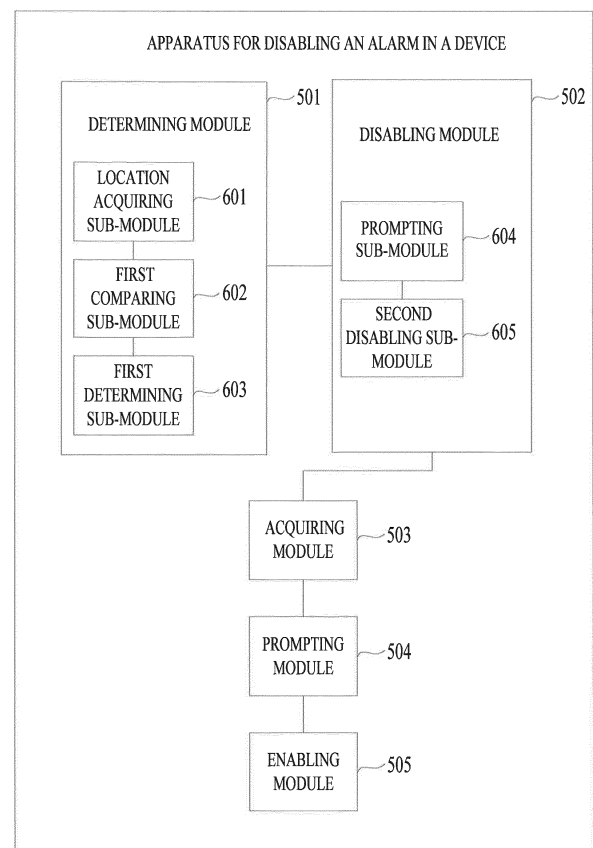 APPARATUS FOR DISABLING AN ALARM IN A DEVICE
501
DETERMINING MODULE
LOCATION
ACQUIRING
SUB-MODULE
601
FIRST
COMPARING
SUB-MODULE
602
FIRST
DETERMINING
SUB-MODULE
603
502
DISABLING MODULE
PROMPTING
SUB-MODULE
604
SECOND
DISABLING SUB-
MODULE
605
ACQUIRING
MODULE
503
PROMPTING
MODULE
504
ENABLING
MODULE
505